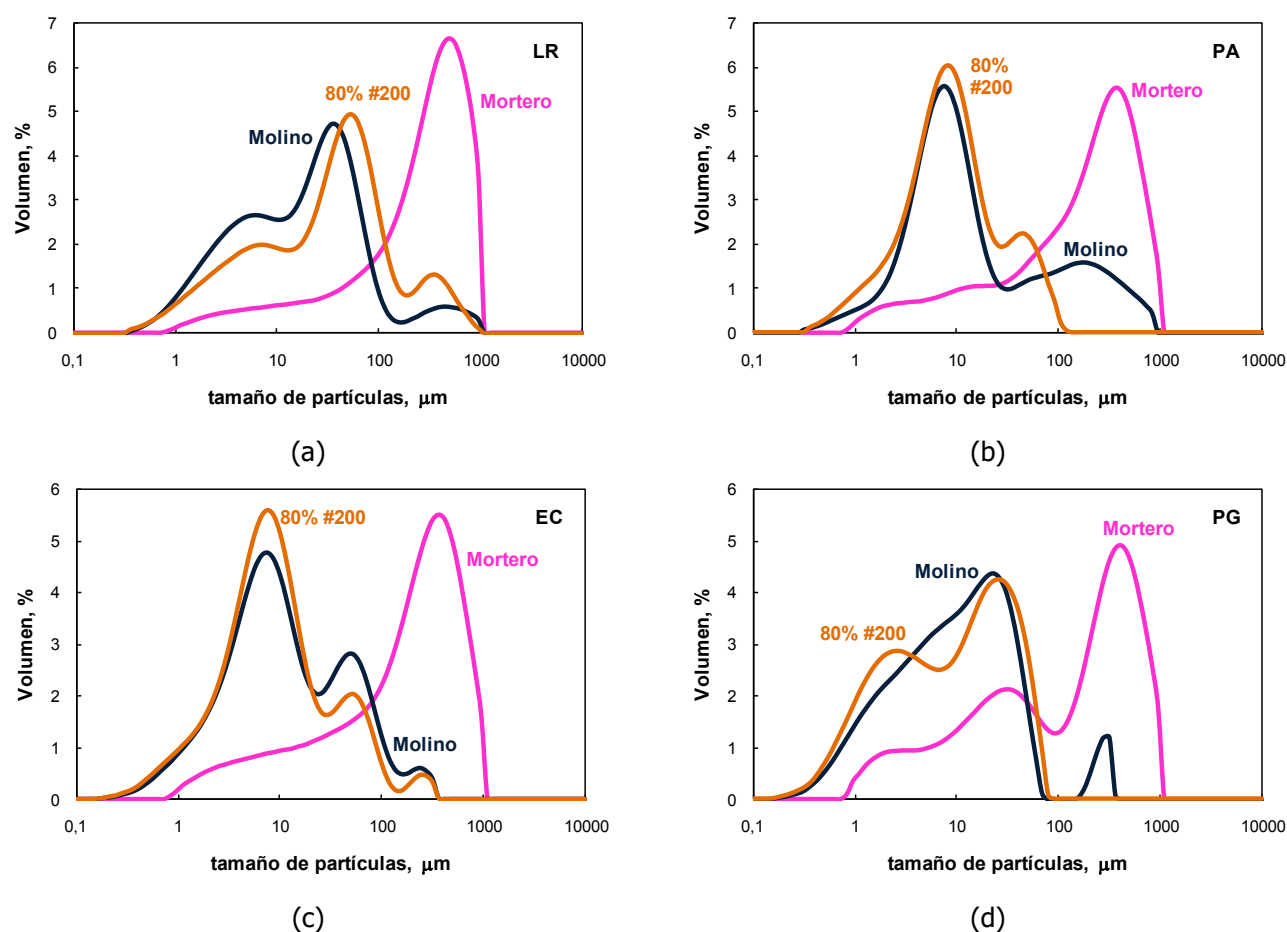 7
6
5
4
3
2
1
0
Volumen, %
LR
80% #200
Mortero
Molino
0,1 1 10 100 1000 10000
tamaño de partículas, μm
(a)
7
6
5
4
3
2
1
0
Volumen, %
PA
80%
#200
Mortero
Molino
0,1 1 10 100 1000 10000
tamaño de partículas, μm
(b)
6
5
4
3
2
1
0
Volumen, %
EC
80% #200
Mortero
Molino
0,1 1 10 100 1000 10000
tamaño de partículas, μm
(c)
6
5
4
3
2
1
0
Volumen, %
PG
Mortero
Molino
80% #200
0,1 1 10 100 1000 10000
tamaño de partículas, μm
(d)